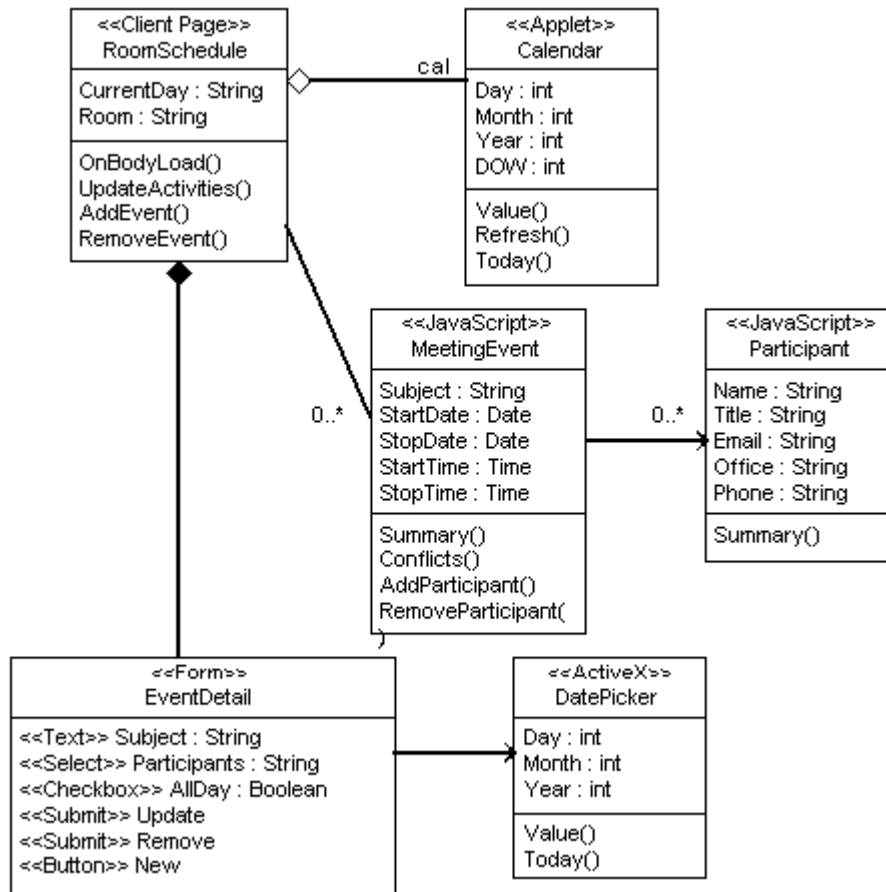 <<Client Page>>
RoomSchedule
CurrentDay : String
Room : String
OnBodyLoad()
UpdateActivities()
AddEvent()
RemoveEvent()
cal
<<Applet>>
Calendar
Day : int
Month : int
Year : int
DOW : int
Value()
Refresh()
Today()
0..*
<<JavaScript>>
MeetingEvent
Subject : String
StartDate : Date
StopDate : Date
StartTime : Time
StopTime : Time
Summary()
Conflicts()
AddParticipant()
RemoveParticipant(
)
0..*
<<JavaScript>>
Participant
Name : String
Title : String
Email : String
Office : String
Phone : String
Summary()
<<Form>>
EventDetail
<<Text>> Subject : String
<<Select>> Participants : String
<<Checkbox>> AllDay : Boolean
<<Submit>> Update
<<Submit>> Remove
<<Button>> New
<<ActiveX>>
DatePicker
Day : int
Month : int
Year : int
Value()
Today()